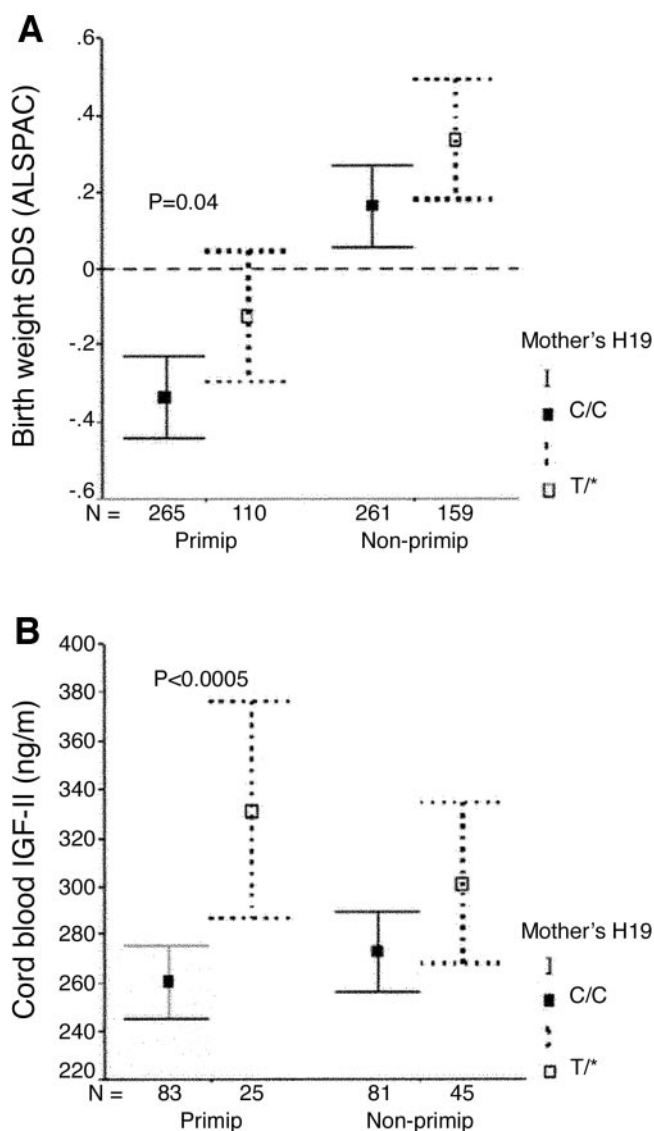 A
Birth weight SDS (ALSPAC)
.6
.4
.2
0
-.2
-.4
-.6
P=0.04
N = 265 110 261 159
Primip Non-primip
Mother's H19
C/C
T/*
B
Cord blood IGF-II (ng/m)
400
380
360
340
320
300
280
260
240
220
P<0.0005
N = 83 25 81 45
Primip Non-primip
Mother's H19
C/C
T/*